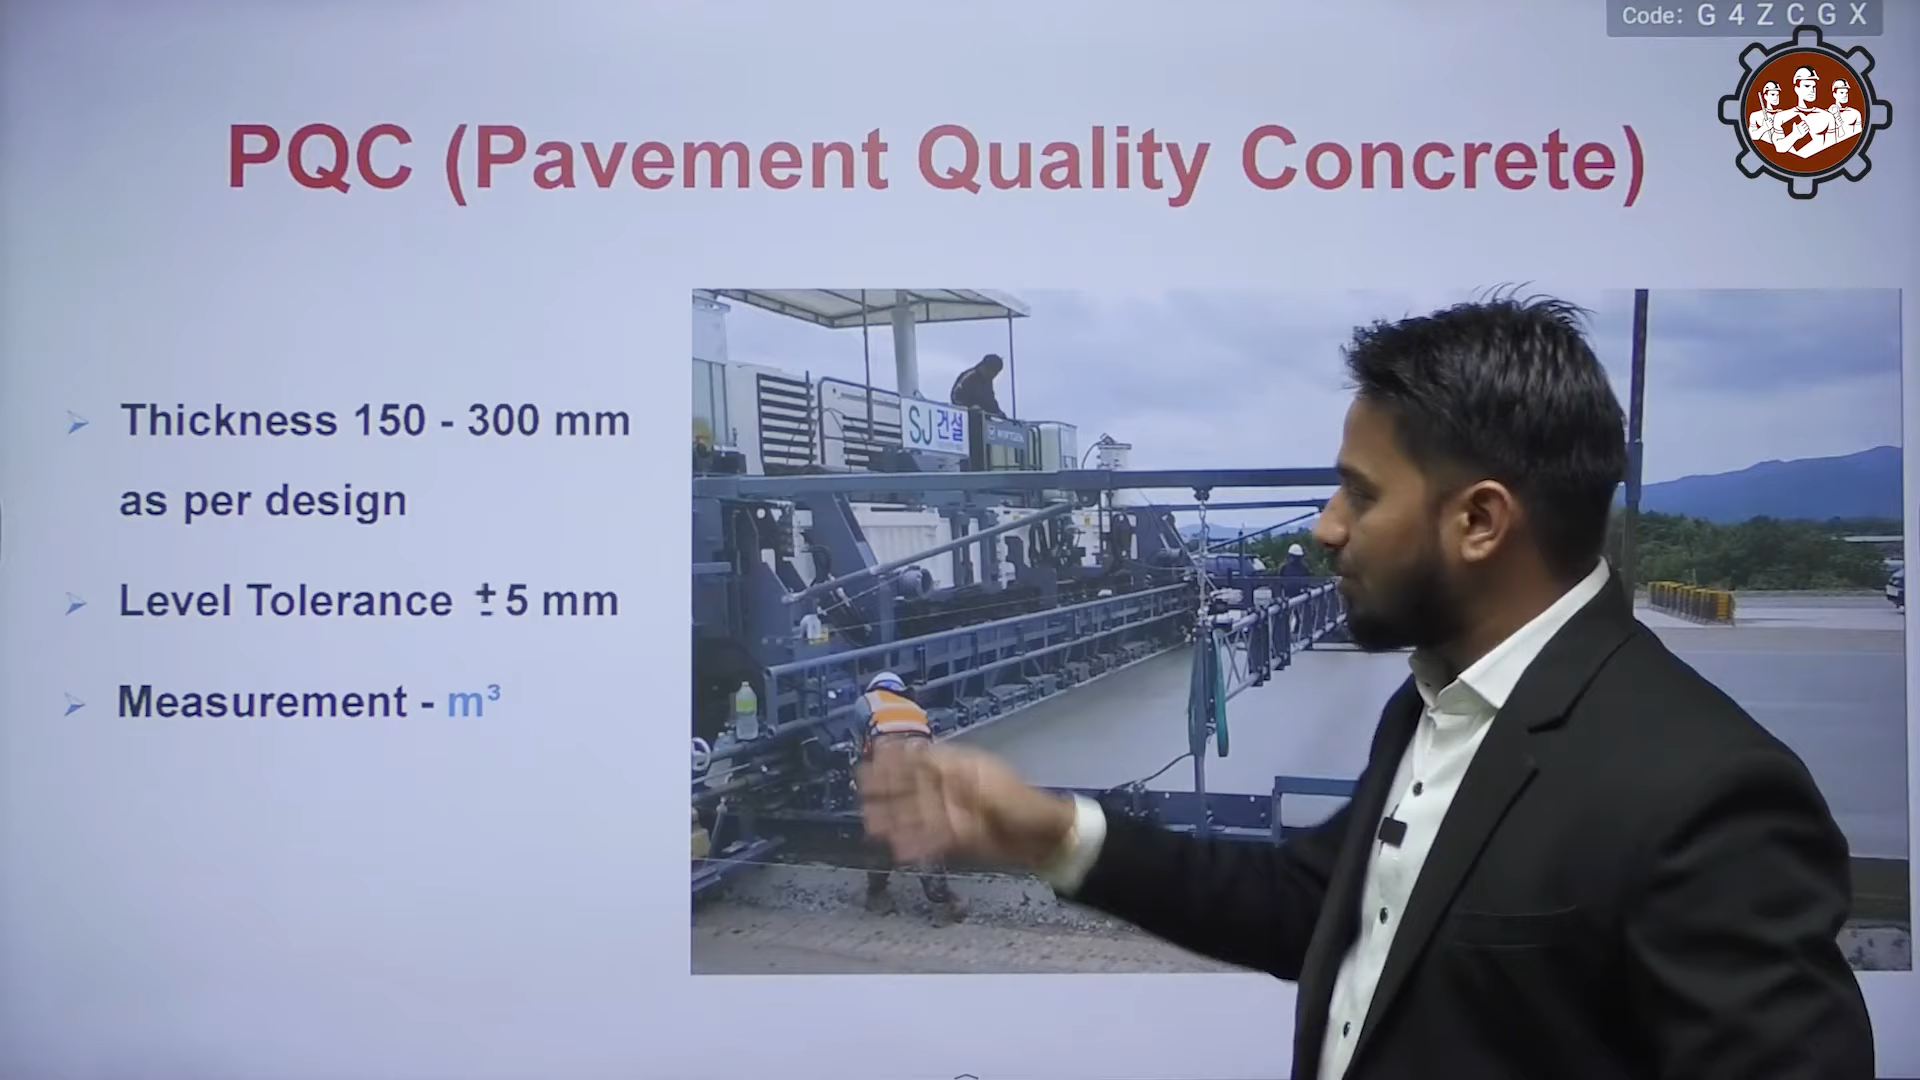 Code: G 4 Z C G X
PQC (Pavement Quality Concrete)
Thickness 150 - 300 mm
as per design
Level Tolerance ± 5 mm
Measurement - m³
SJ 건설